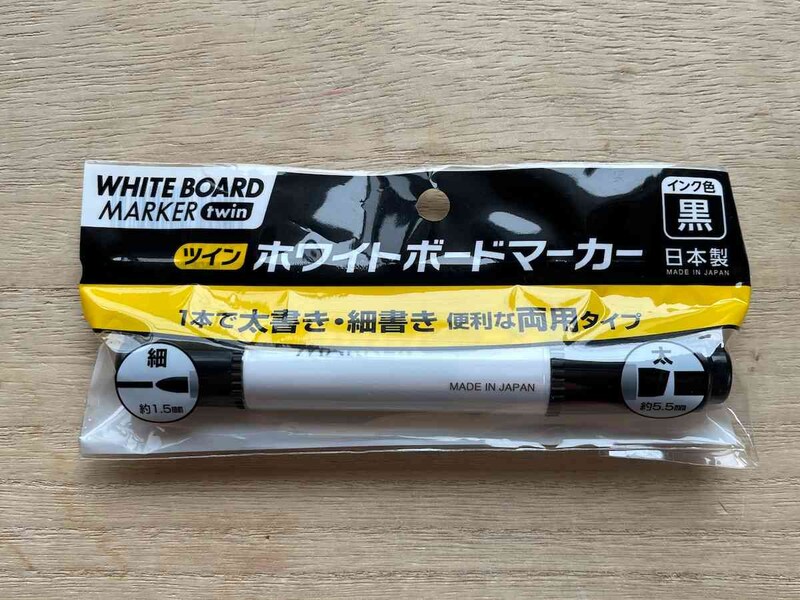 WHITE BOARD
MARKER twin
インク色
黒
日本製
MADE IN JAPAN
ツイン ホワイトボードマーカー
1本で太書き・細書き 便利な両用タイプ
細
約1.5mm
MADE IN JAPAN
太
約5.5mm